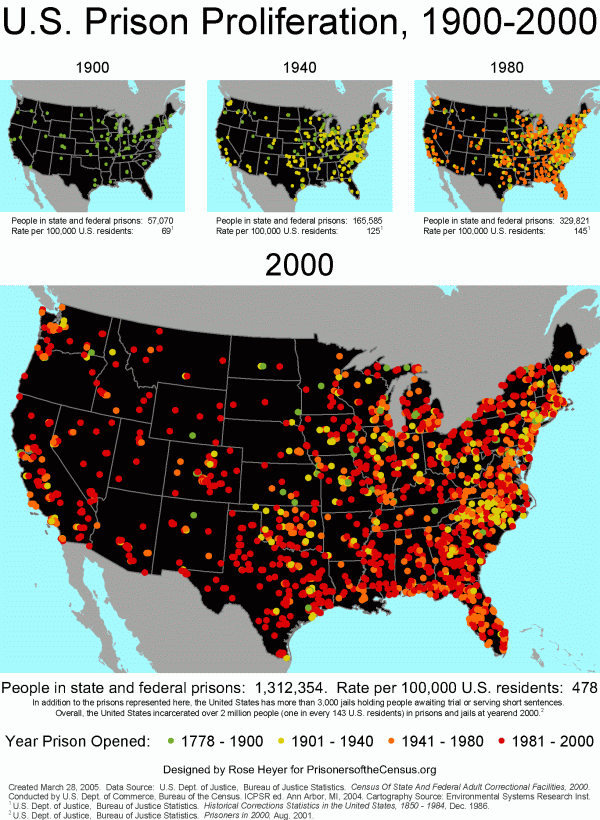 U.S. Prison Proliferation, 1900-2000
1900
1940
1980
People in state and federal prisons: 57,070
Rate per 100,000 U.S. residents: 69¹
People in state and federal prisons: 165,585
Rate per 100,000 U.S. residents: 125¹
People in state and federal prisons: 329,821
Rate per 100,000 U.S. residents: 145¹
2000
People in state and federal prisons: 1,312,354. Rate per 100,000 U.S. residents: 478
In addition to the prisons represented here, the United States has more than 3,000 jails holding people awaiting trial or serving short sentences.
Overall, the United States incarcerated over 2 million people (one in every 143 U.S. residents) in prisons and jails at yearend 2000.²
Year Prison Opened: 1778 - 1900 1901 - 1940 1941 - 1980 1981 - 2000
Designed by Rose Heyer for PrisonersoftheCensus.org
Created March 28, 2005. Data Source: U.S. Dept. of Justice, Bureau of Justice Statistics. Census Of State And Federal Adult Correctional Facilities, 2000.
Conducted by U.S. Dept. of Commerce, Bureau of the Census. ICPSR ed. Ann Arbor, MI, 2004. Cartography Source: Environmental Systems Research Inst.
¹ U.S. Dept. of Justice, Bureau of Justice Statistics. Historical Corrections Statistics in the United States, 1850 - 1984, Dec. 1986.
² U.S. Dept. of Justice, Bureau of Justice Statistics. Prisoners in 2000, Aug. 2001.